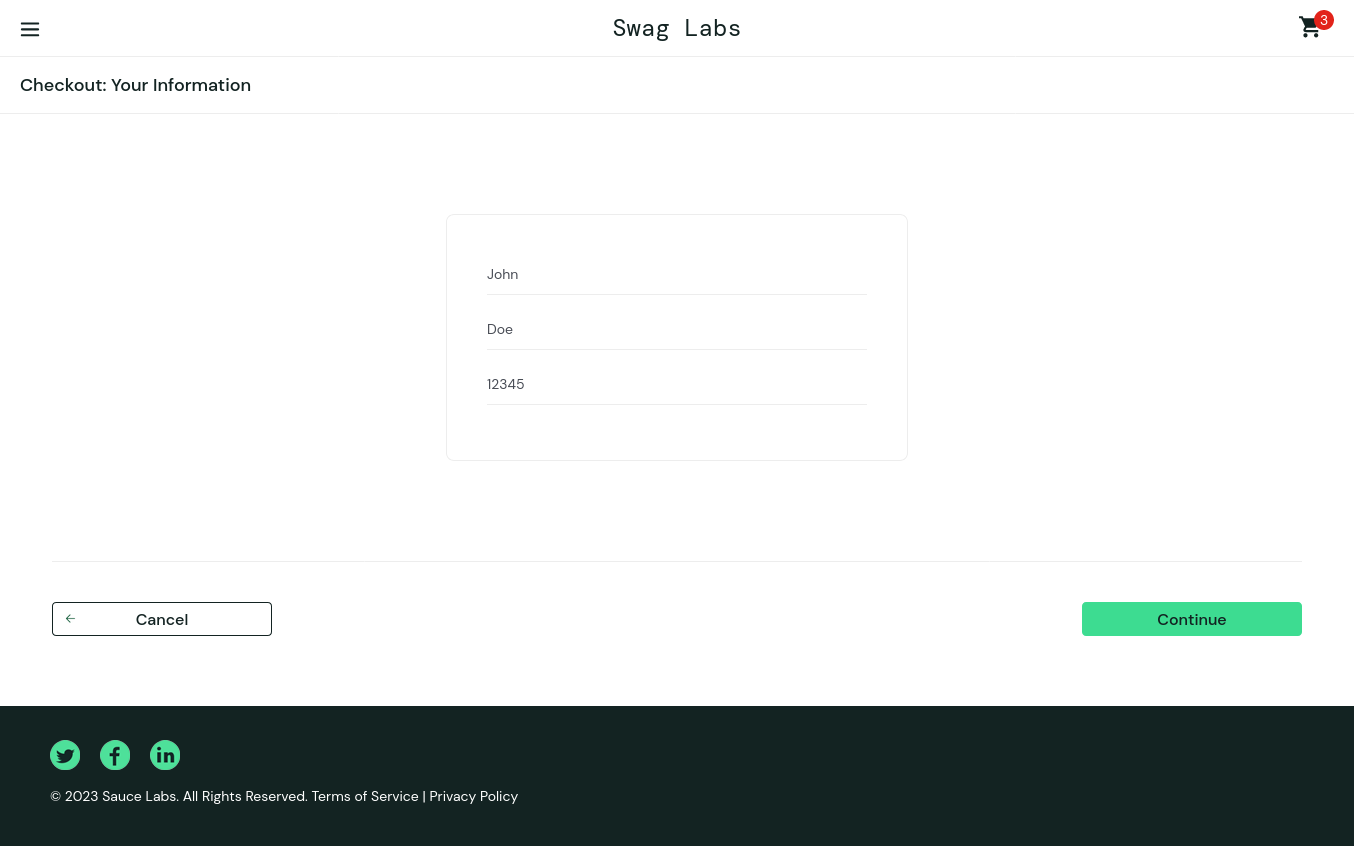 Swag Labs
3
Checkout: Your Information
John
Doe
12345
Cancel
Continue
© 2023 Sauce Labs. All Rights Reserved. Terms of Service | Privacy Policy